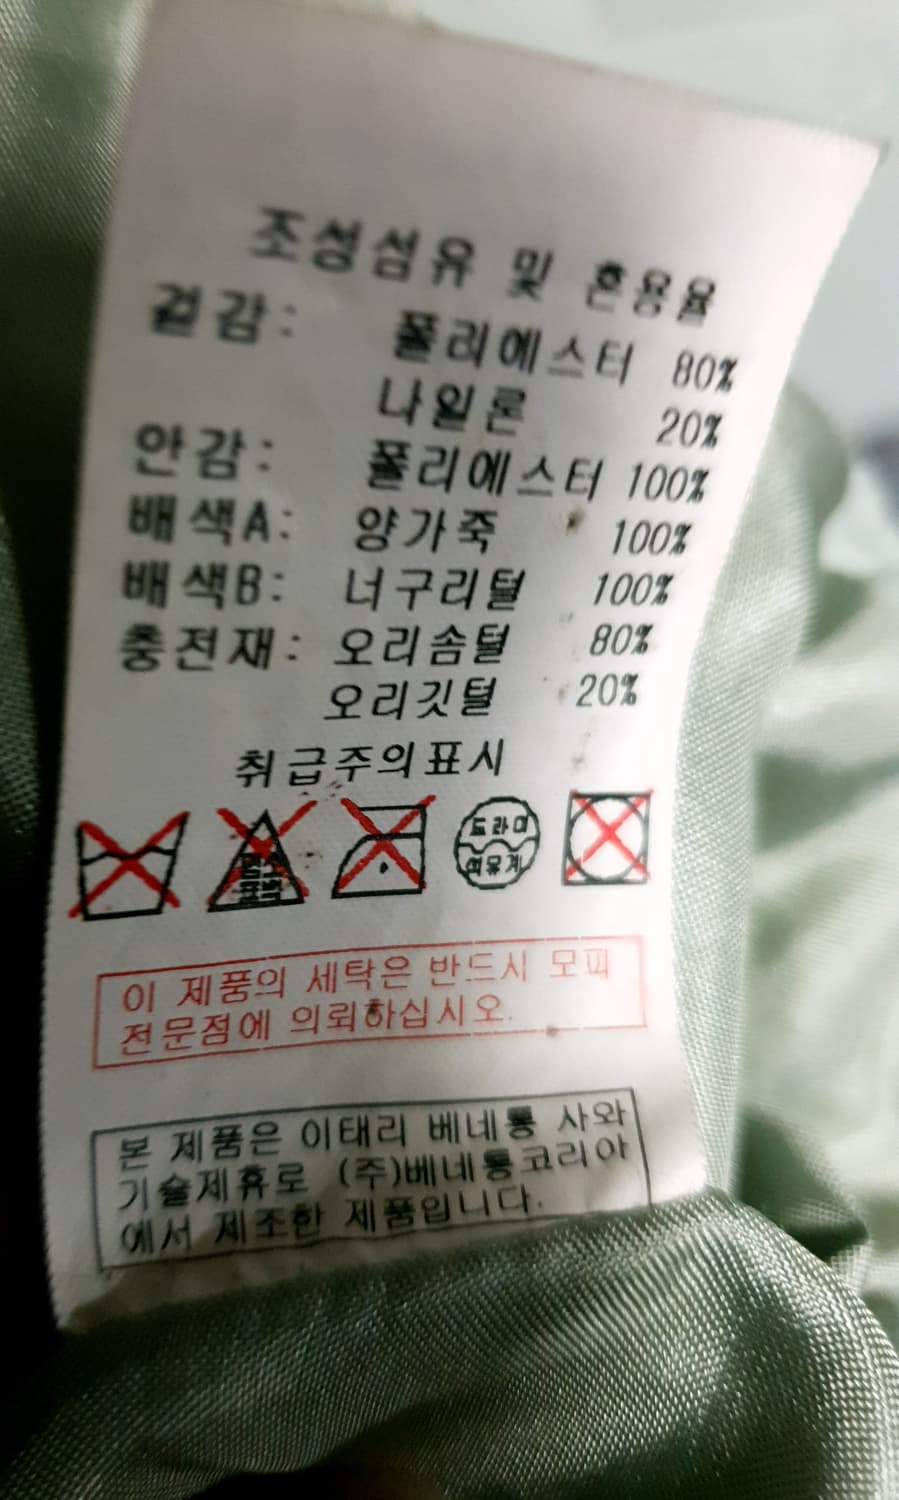 조성섬유 및 혼용율
겉감: 폴리에스터 80%
나일론 20%
안감: 폴리에스터 100%
배색A: 양가죽 100%
배색B: 너구리털 100%
충전재: 오리솜털 80%
오리깃털 20%
취급주의표시
염소
표백
드라이
석유계
이 제품의 세탁은 반드시 모피
전문점에 의뢰하십시오.
본 제품은 이태리 베네통 사와
기술제휴로 (주)베네통코리아
에서 제조한 제품입니다.